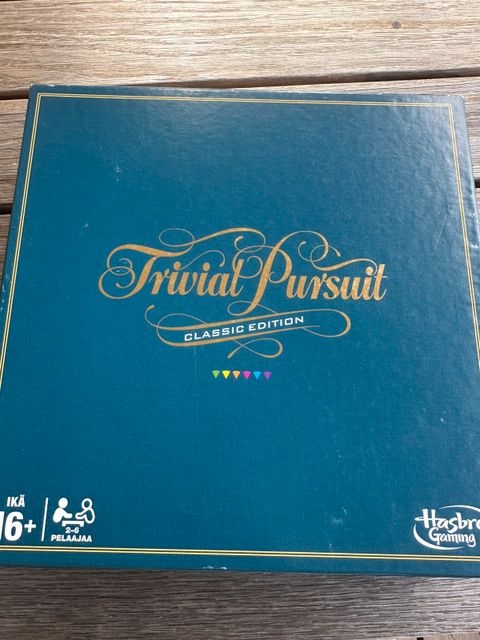 Trivial Pursuit
CLASSIC EDITION
IKÄ
16+
2-6
PELAAJAA
Hasbro
Gaming